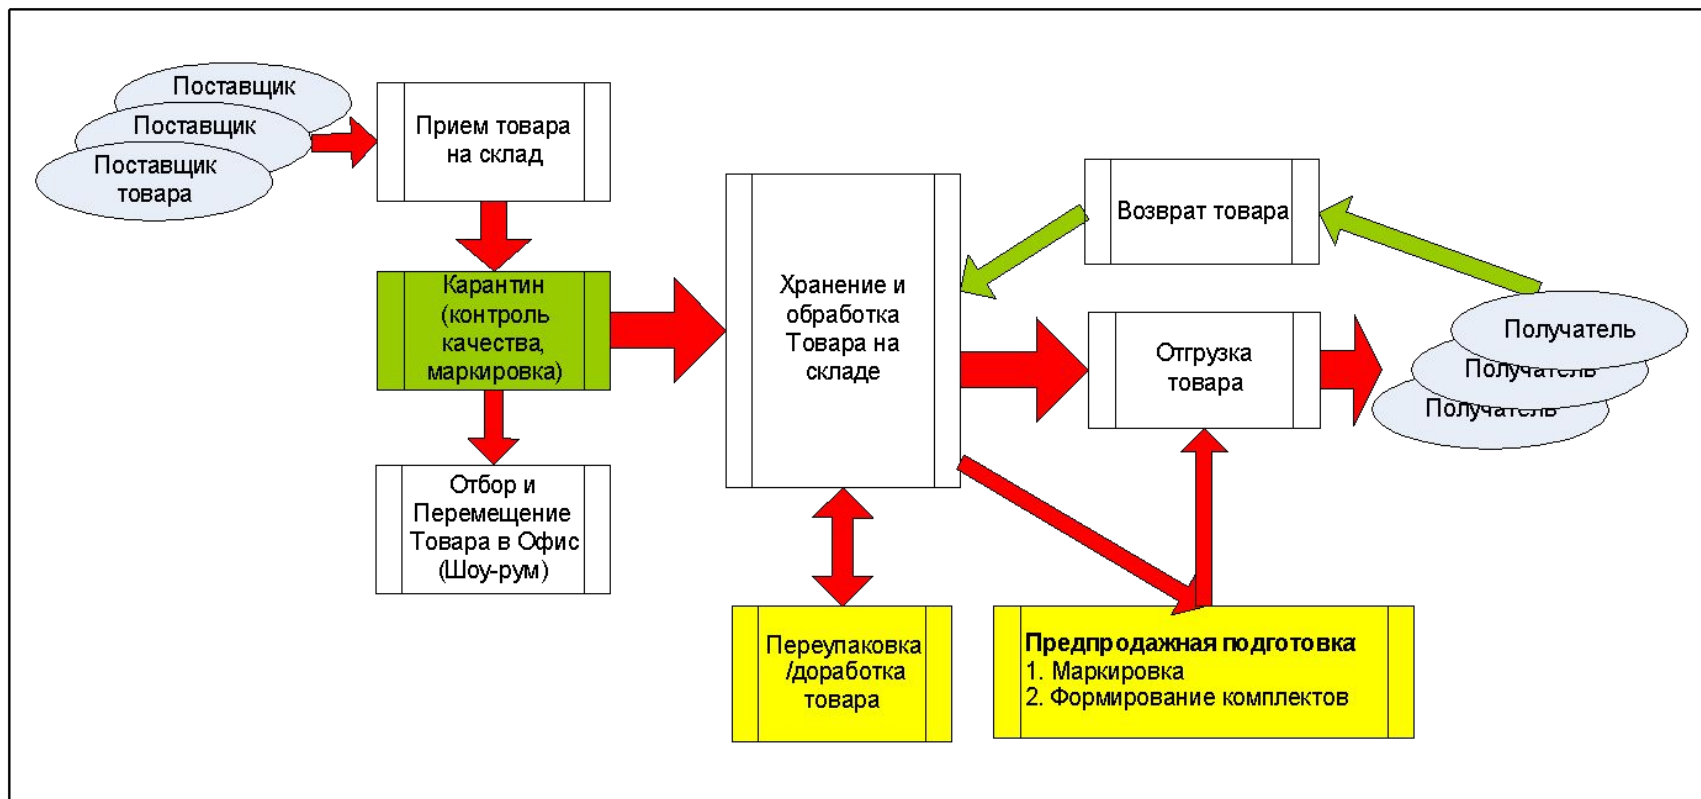 Поставщик
Поставщик
Поставщик
товара
Прием товара
на склад
Карантин
(контроль
качества,
маркировка)
Отбор и
Перемещение
Товара в Офис
(Шоу-рум)
Хранение и
обработка
Товара на
складе
Переупаковка
/доработка
товара
Возврат товара
Отгрузка
товара
Предпродажная подготовка
1. Маркировка
2. Формирование комплектов
Получатель
Получатель
Получатель